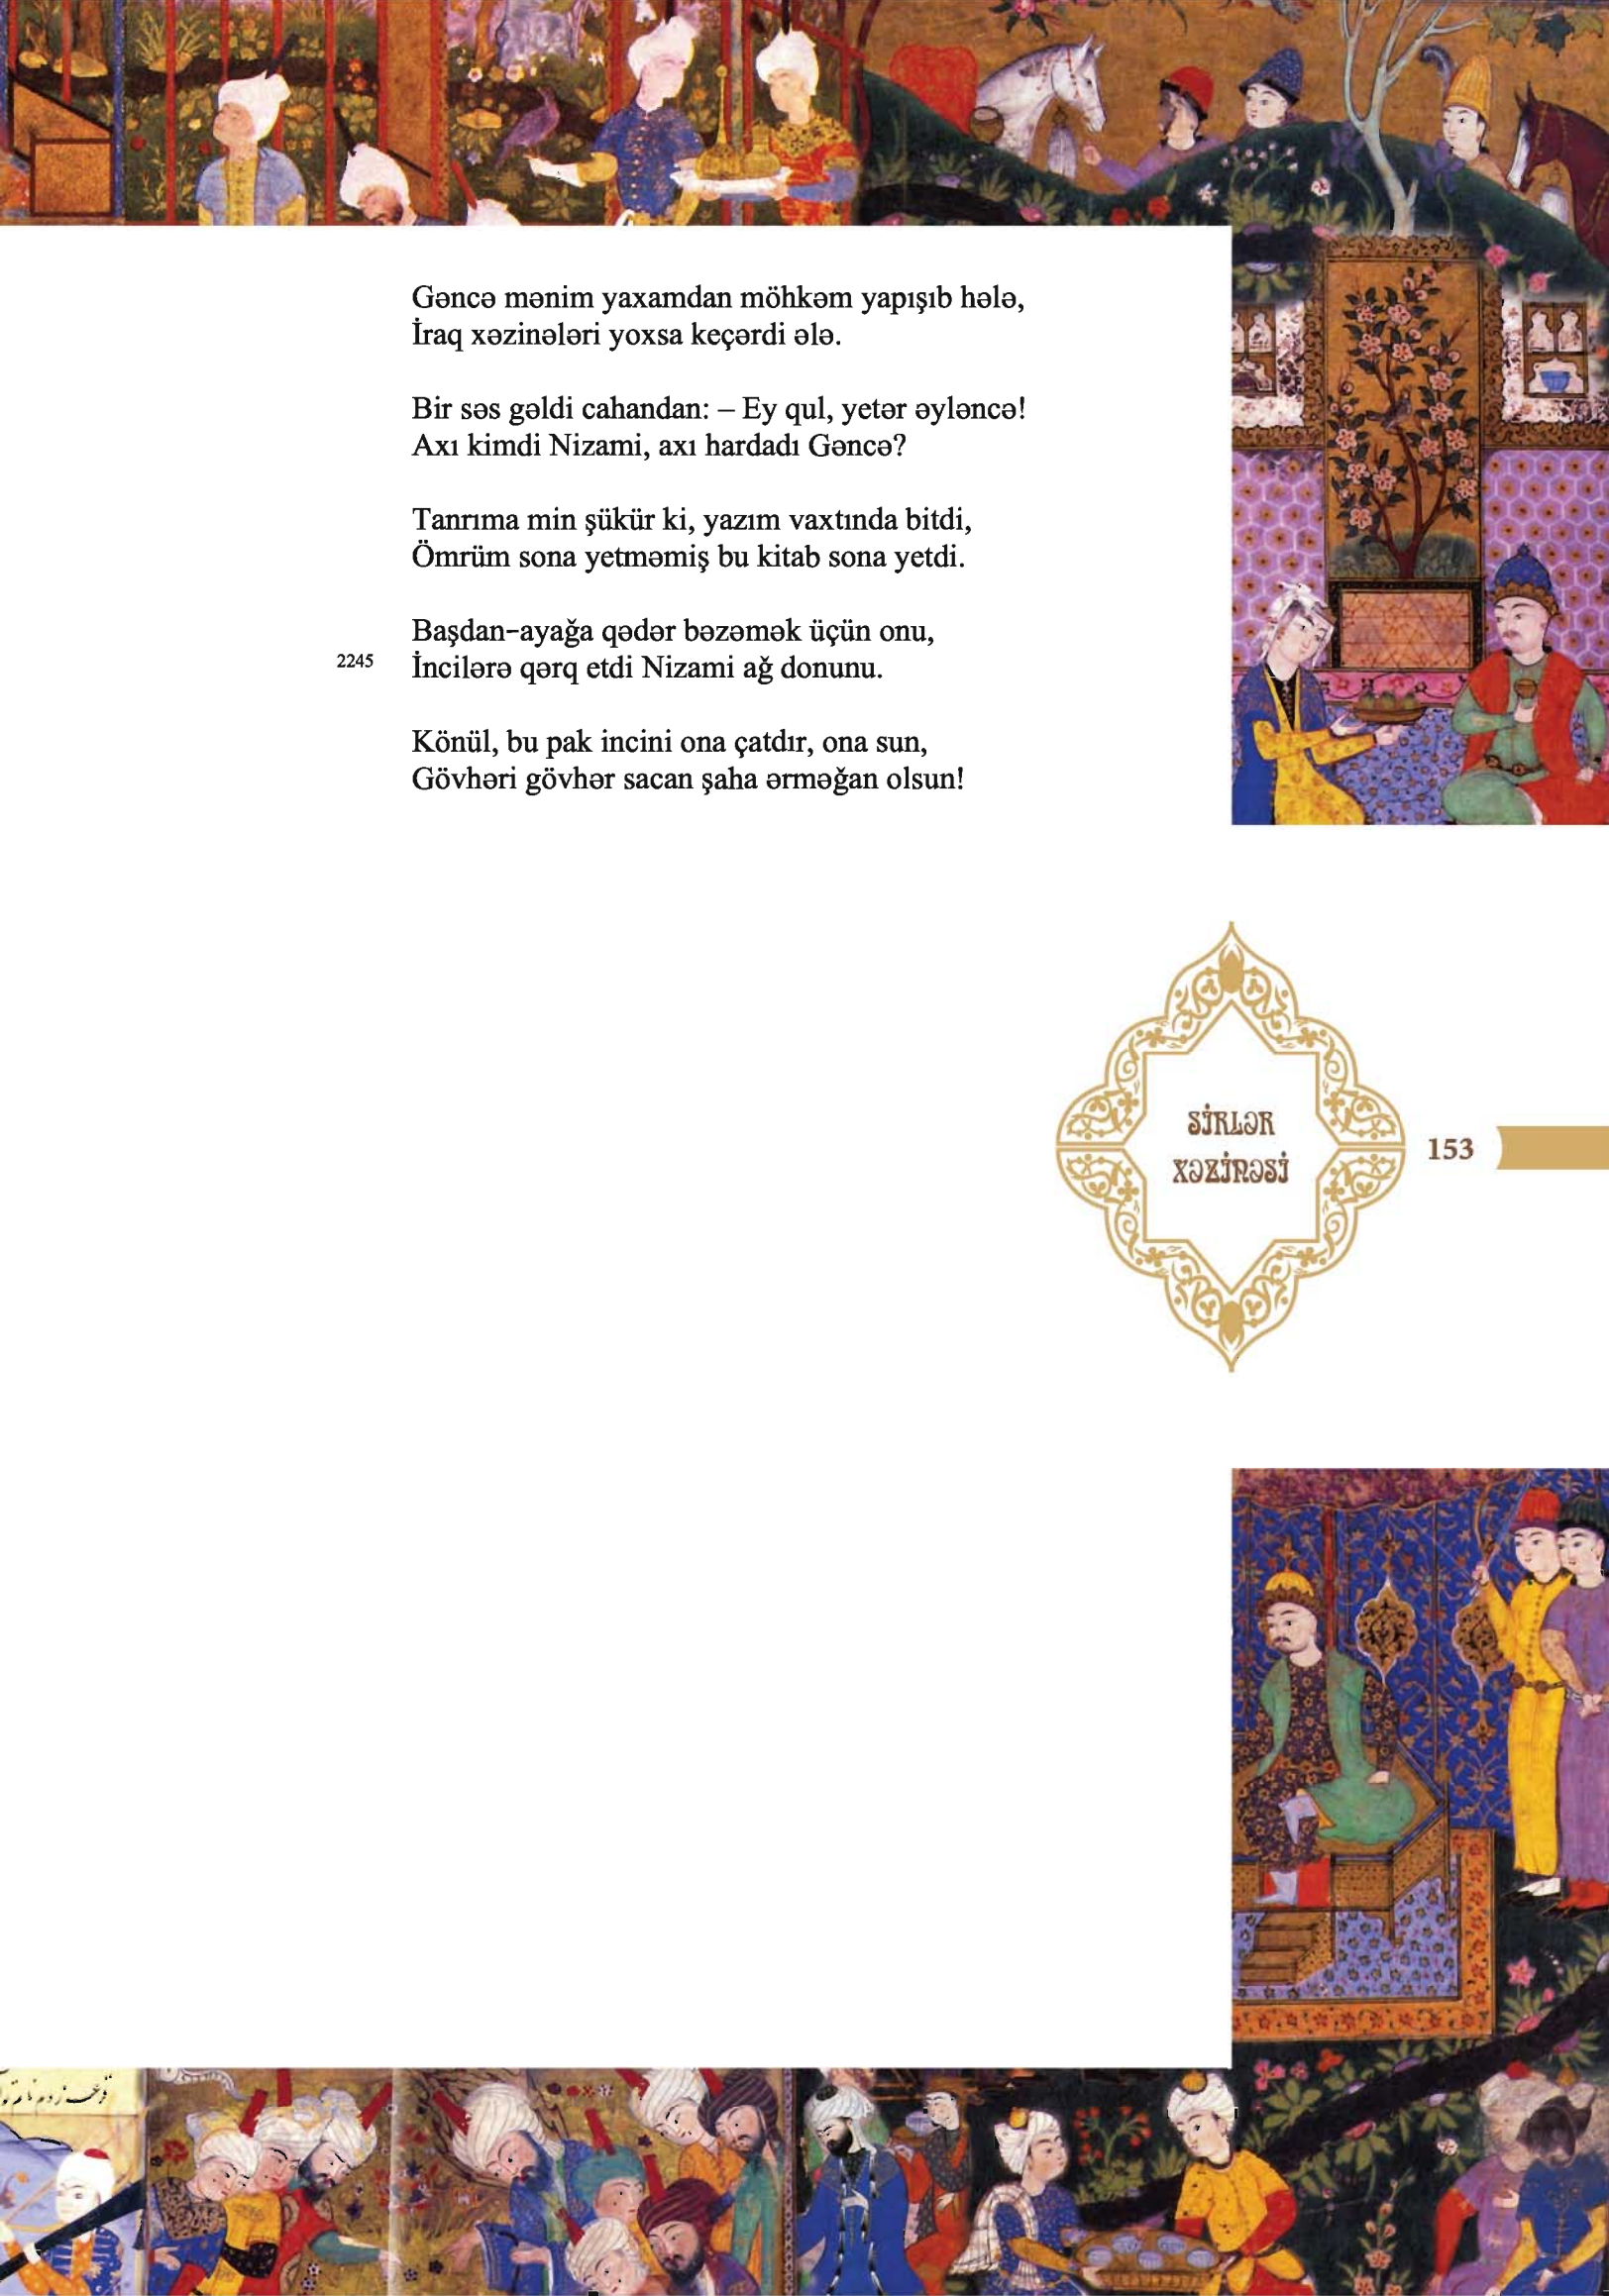 Gəncə mənim yaxamdan möhkəm yapışıb hələ,
İraq xəzinələri yoxsa keçərdi ələ.
Bir səs gəldi cahandan: – Ey qul, yetər əyləncə!
Axı kimdi Nizami, axı hardadı Gəncə?
Tanrıma min şükür ki, yazım vaxtında bitdi,
Ömrüm sona yetməmiş bu kitab sona yetdi.
Başdan-ayağa qədər bəzəmək üçün onu,
2245 İncilərə qərq etdi Nizami ağ donunu.
Könül, bu pak incini ona çatdır, ona sun,
Gövhəri gövhər sacan şaha ərməğan olsun!
SİRLƏR
XƏZİNƏSİ
153